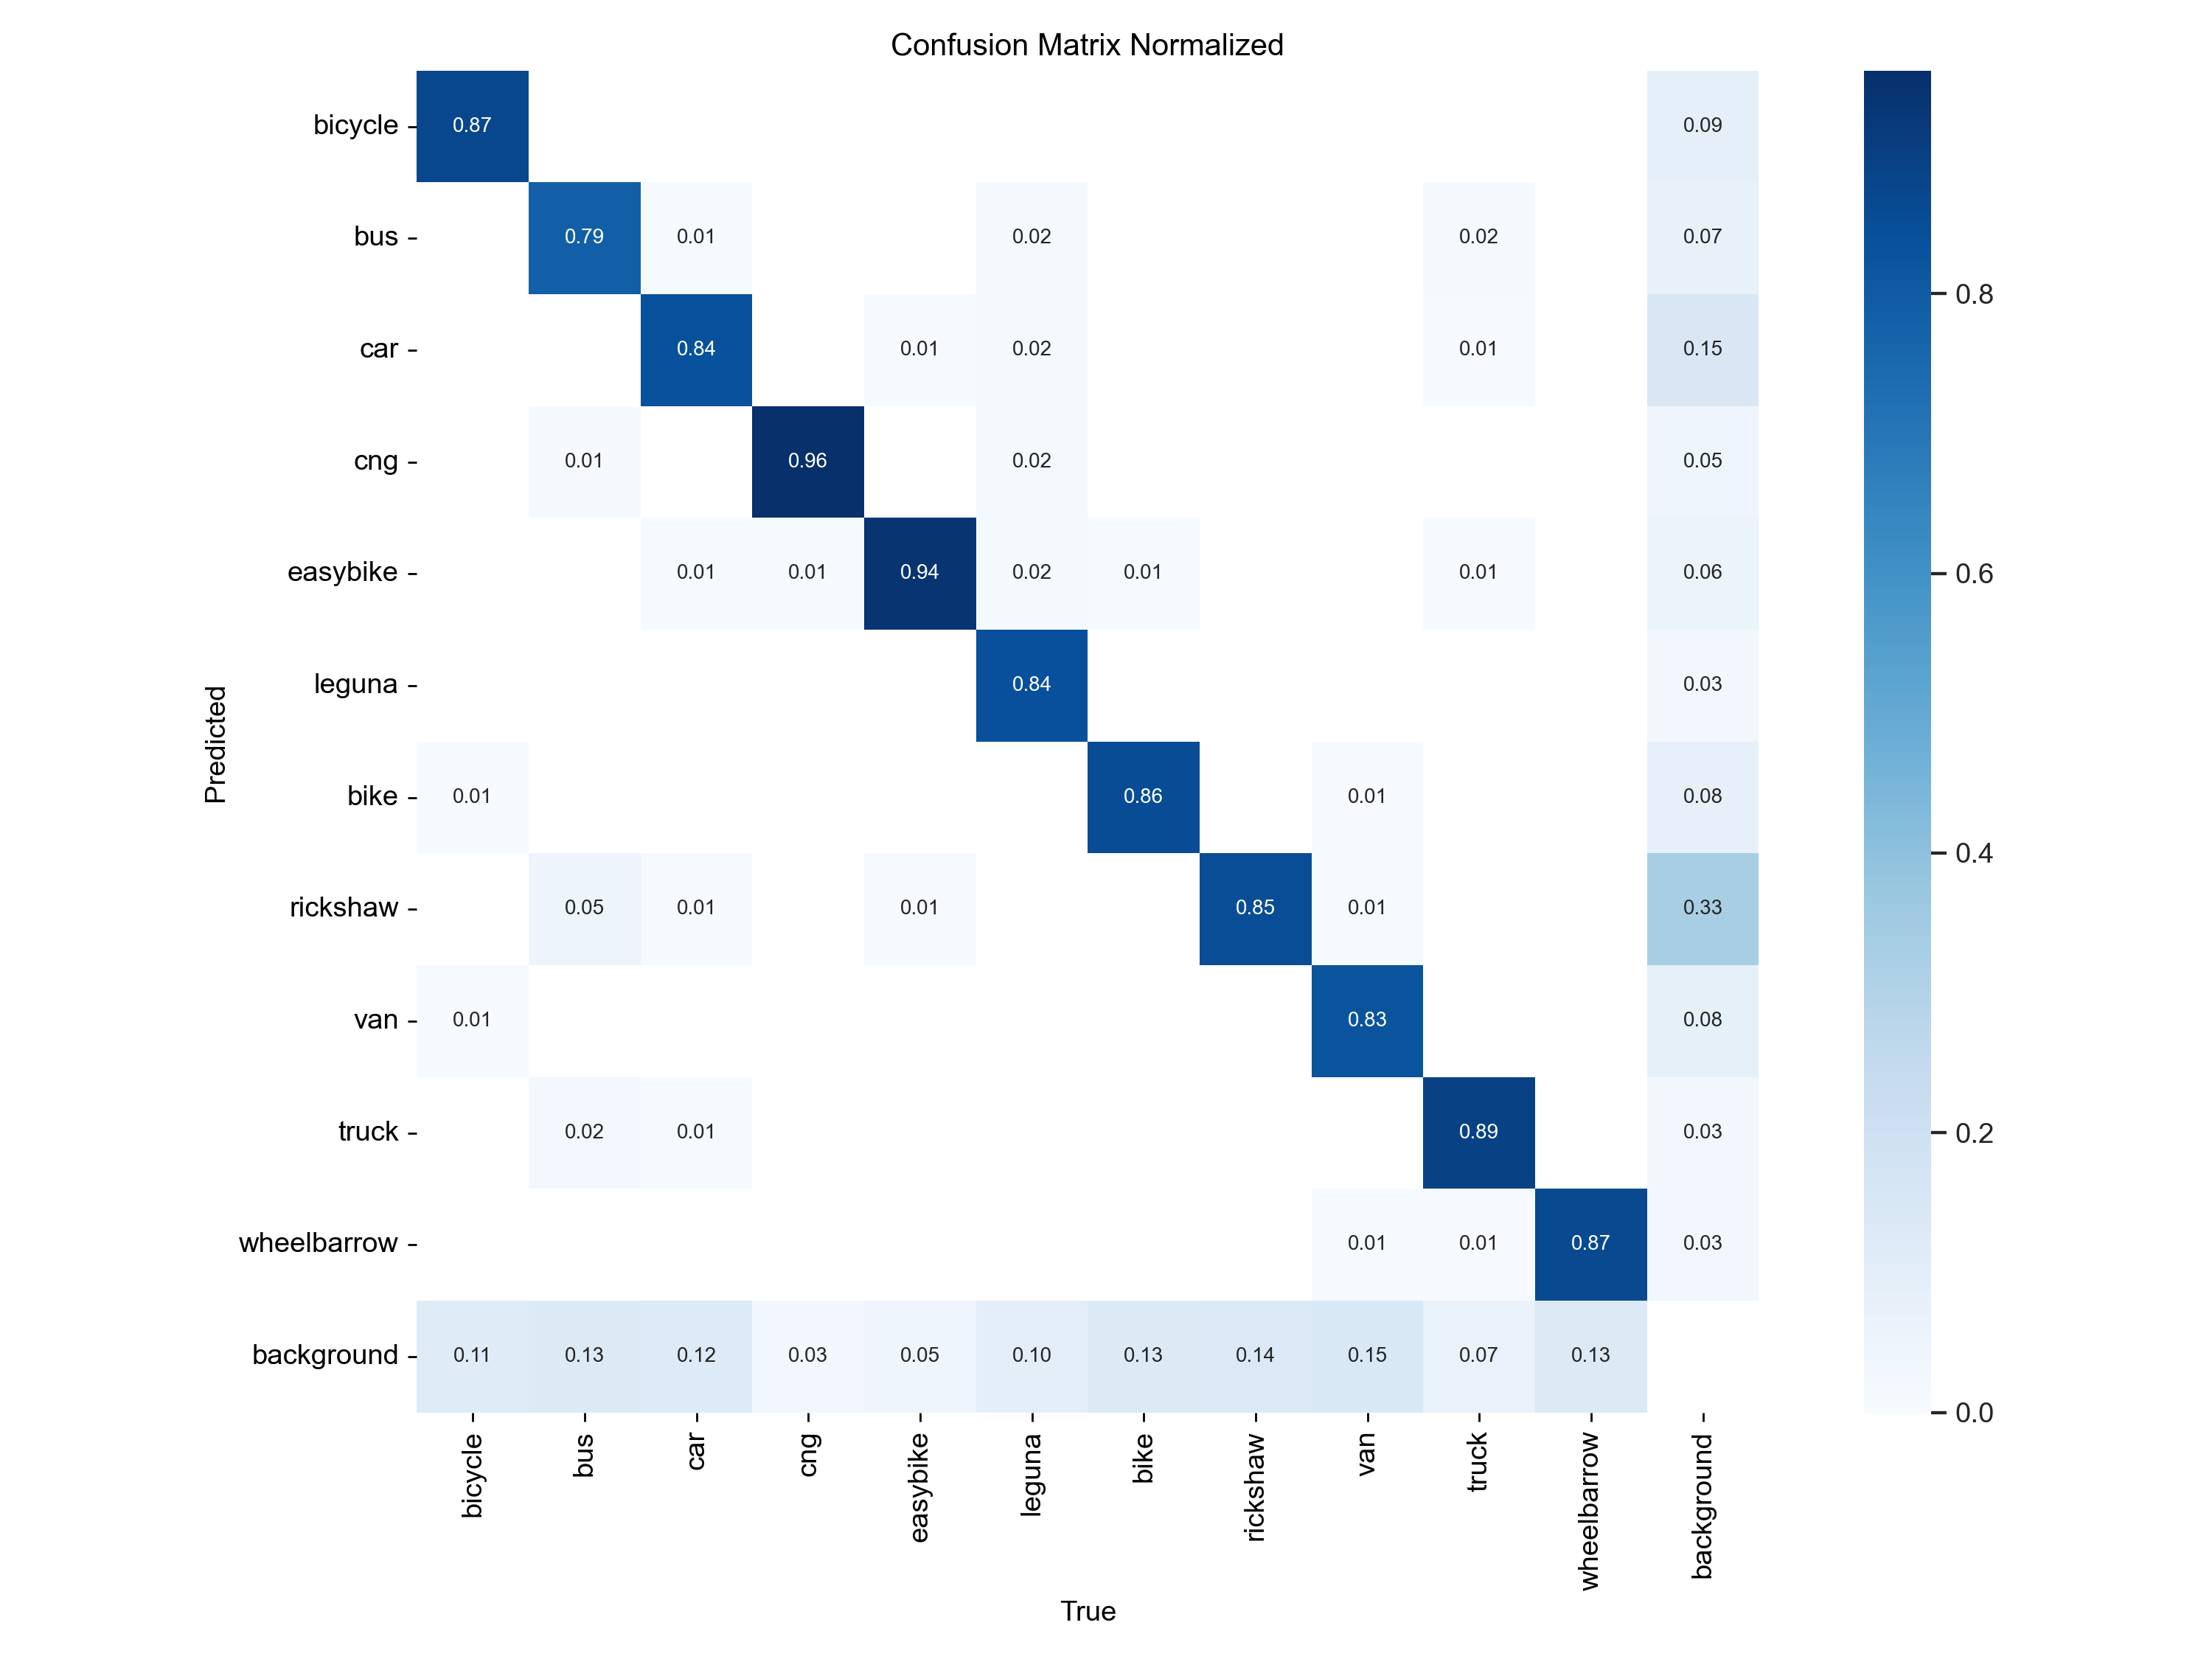 Confusion Matrix Normalized
bicycle 0.87 0.09
bus 0.79 0.01 0.02 0.02 0.07
0.8
car 0.84 0.01 0.02 0.01 0.15
cng 0.01 0.96 0.02 0.05
easybike 0.01 0.01 0.94 0.02 0.01 0.01 0.06
0.6
leguna 0.84 0.03
Predicted
bike 0.01 0.86 0.01 0.08
0.4
rickshaw 0.05 0.01 0.01 0.85 0.01 0.33
van 0.01 0.83 0.08
truck 0.02 0.01 0.89 0.03
0.2
wheelbarrow 0.01 0.01 0.87 0.03
background 0.11 0.13 0.12 0.03 0.05 0.10 0.13 0.14 0.15 0.07 0.13
0.0
bicycle bus car cng easybike leguna bike rickshaw van truck wheelbarrow background
True